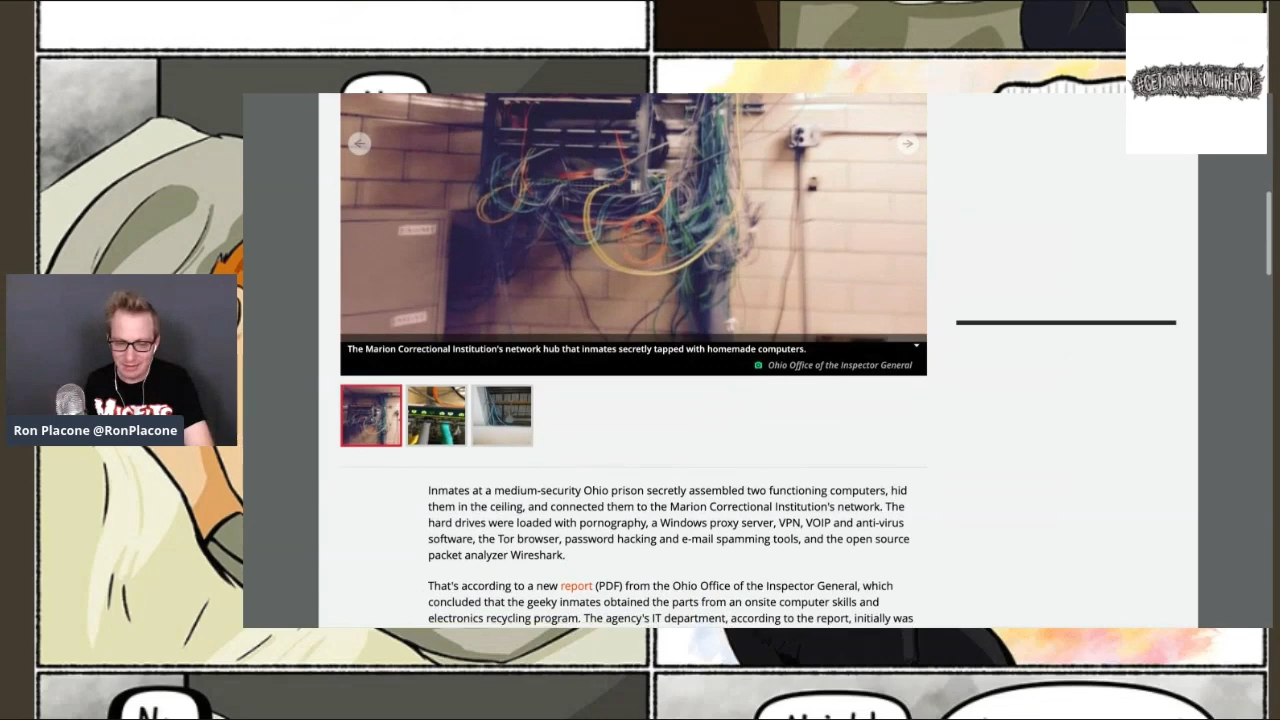 #GETYOURNEWSONWITHRON
The Marion Correctional Institution's network hub that inmates secretly tapped with homemade computers.
Ohio Office of the Inspector General
MISFITS
Ron Placone @RonPlacone
Inmates at a medium-security Ohio prison secretly assembled two functioning computers, hid
them in the ceiling, and connected them to the Marion Correctional Institution's network. The
hard drives were loaded with pornography, a Windows proxy server, VPN, VOIP and anti-virus
software, the Tor browser, password hacking and e-mail spamming tools, and the open source
packet analyzer Wireshark.
That's according to a new report (PDF) from the Ohio Office of the Inspector General, which
concluded that the geeky inmates obtained the parts from an onsite computer skills and
electronics recycling program. The agency's IT department, according to the report, initially was